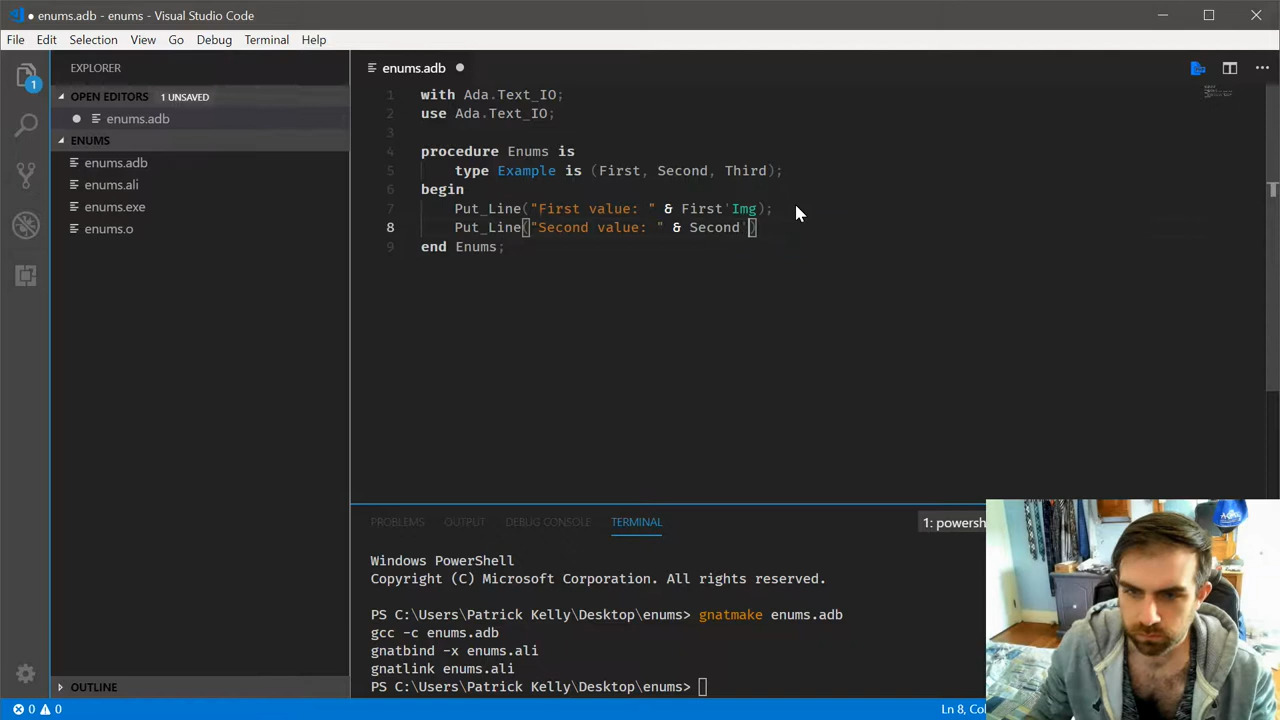 ● enums.adb - enums - Visual Studio Code
File Edit Selection View Go Debug Terminal Help
EXPLORER
OPEN EDITORS 1 UNSAVED
● enums.adb
ENUMS
enums.adb
enums.ali
enums.exe
enums.o
OUTLINE
1
enums.adb ●
1 with Ada.Text_IO;
2 use Ada.Text_IO;
3
4 procedure Enums is
5 type Example is (First, Second, Third);
6 begin
7 Put_Line("First value: " & First'Img);
8 Put_Line("Second value: " & Second')
9 end Enums;
PROBLEMS OUTPUT DEBUG CONSOLE TERMINAL
1: powersh
Windows PowerShell
Copyright (C) Microsoft Corporation. All rights reserved.
PS C:\Users\Patrick Kelly\Desktop\enums> gnatmake enums.adb
gcc -c enums.adb
gnatbind -x enums.ali
gnatlink enums.ali
PS C:\Users\Patrick Kelly\Desktop\enums>
0 0
Ln 8, Col